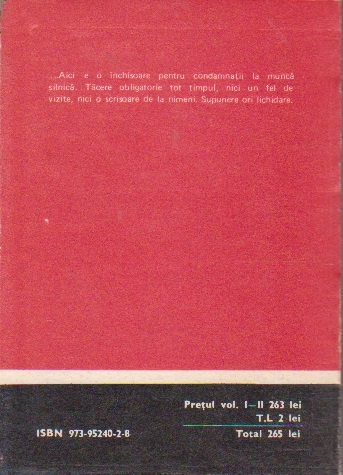 ...Aici e o închisoare pentru condamnații la muncă
silnică. Tăcere obligatorie tot timpul, nici un fel de
vizite, nici o scrisoare de la nimeni. Supunere ori lichidare.
Prețul vol. I—II 263 lei
T.L 2 lei
ISBN 973-95240-2-8 Total 265 lei